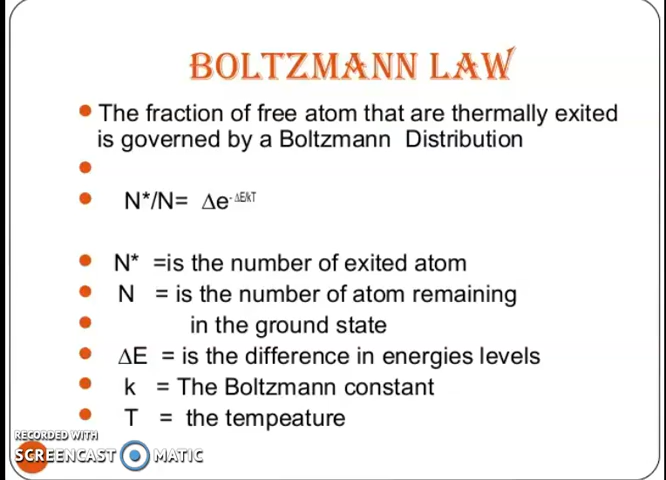 BOLTZMANN LAW
The fraction of free atom that are thermally exited
is governed by a Boltzmann Distribution
N*/N= Δe-ΔE/kT
N* =is the number of exited atom
N = is the number of atom remaining
in the ground state
ΔE = is the difference in energies levels
k = The Boltzmann constant
T = the tempeature
RECORDED WITH
SCREENCAST MATIC